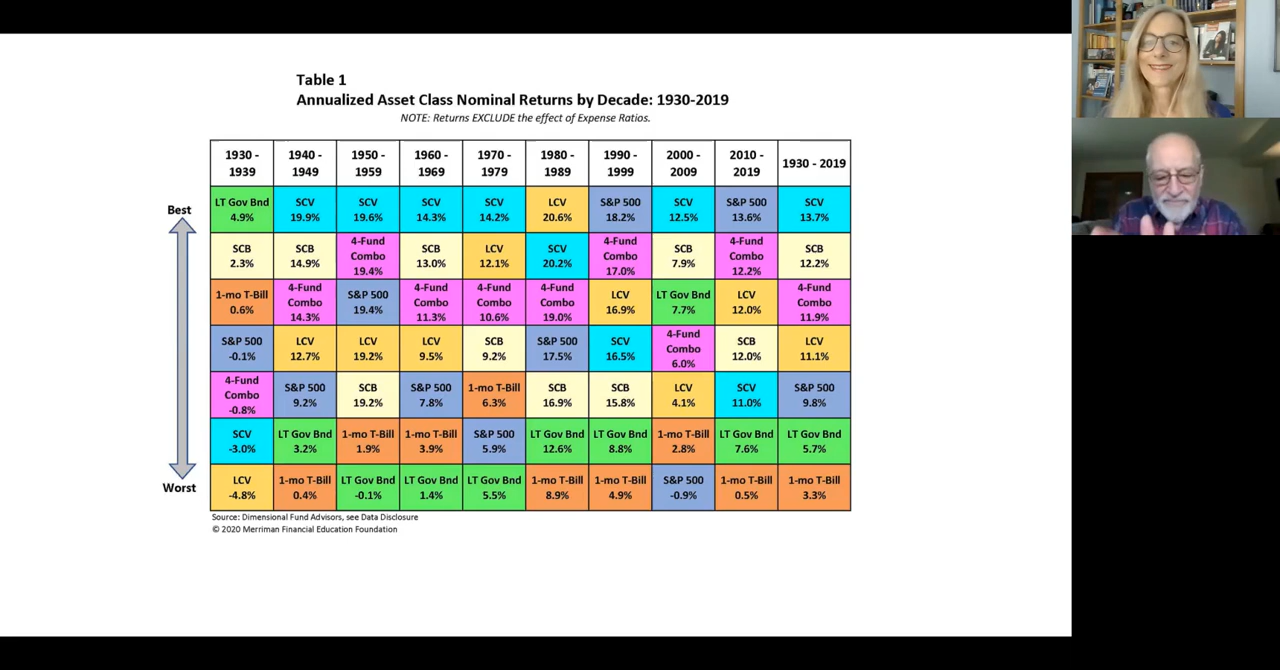 Table 1
Annualized Asset Class Nominal Returns by Decade: 1930-2019
NOTE: Returns EXCLUDE the effect of Expense Ratios.
1930 - 1939 1940 - 1949 1950 - 1959 1960 - 1969 1970 - 1979 1980 - 1989 1990 - 1999 2000 - 2009 2010 - 2019 1930 - 2019
Best
LT Gov Bnd 4.9% SCV 19.9% SCV 19.6% SCV 14.3% SCV 14.2% LCV 20.6% S&P 500 18.2% SCV 12.5% S&P 500 13.6% SCV 13.7%
SCB 2.3% SCB 14.9% 4-Fund Combo 19.4% SCB 13.0% LCV 12.1% SCV 20.2% 4-Fund Combo 17.0% SCB 7.9% 4-Fund Combo 12.2% SCB 12.2%
1-mo T-Bill 0.6% 4-Fund Combo 14.3% S&P 500 19.4% 4-Fund Combo 11.3% 4-Fund Combo 10.6% 4-Fund Combo 19.0% LCV 16.9% LT Gov Bnd 7.7% LCV 12.0% 4-Fund Combo 11.9%
S&P 500 -0.1% LCV 12.7% LCV 19.2% LCV 9.5% SCB 9.2% S&P 500 17.5% SCV 16.5% 4-Fund Combo 6.0% SCB 12.0% LCV 11.1%
4-Fund Combo -0.8% S&P 500 9.2% SCB 19.2% S&P 500 7.8% 1-mo T-Bill 6.3% SCB 16.9% SCB 15.8% LCV 4.1% SCV 11.0% S&P 500 9.8%
SCV -3.0% LT Gov Bnd 3.2% 1-mo T-Bill 1.9% 1-mo T-Bill 3.9% S&P 500 5.9% LT Gov Bnd 12.6% LT Gov Bnd 8.8% 1-mo T-Bill 2.8% LT Gov Bnd 7.6% LT Gov Bnd 5.7%
Worst
LCV -4.8% 1-mo T-Bill 0.4% LT Gov Bnd -0.1% LT Gov Bnd 1.4% LT Gov Bnd 5.5% 1-mo T-Bill 8.9% 1-mo T-Bill 4.9% S&P 500 -0.9% 1-mo T-Bill 0.5% 1-mo T-Bill 3.3%
Source: Dimensional Fund Advisors, see Data Disclosure
© 2020 Merriman Financial Education Foundation